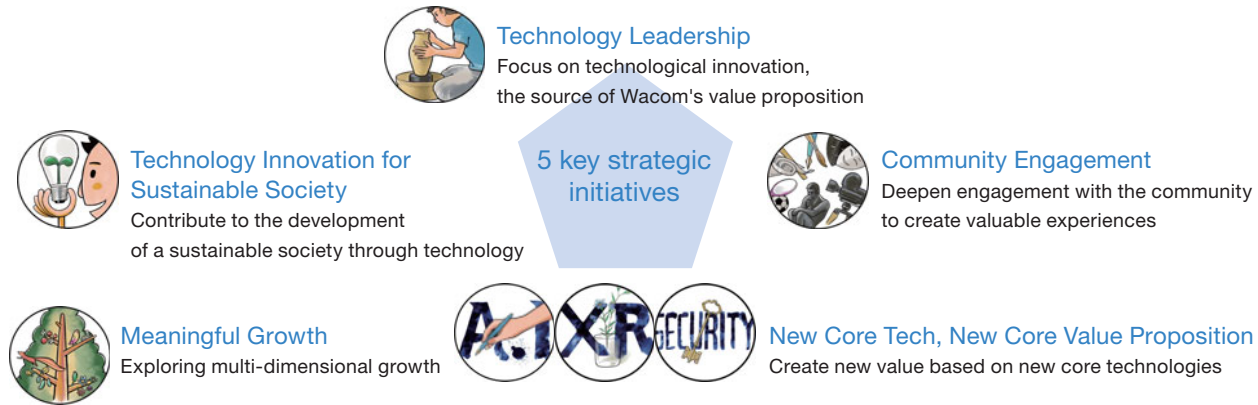 Technology Leadership
Focus on technological innovation,
the source of Wacom's value proposition
Technology Innovation for
Sustainable Society
Contribute to the development
of a sustainable society through technology
5 key strategic
initiatives
Community Engagement
Deepen engagement with the community
to create valuable experiences
Meaningful Growth
Exploring multi-dimensional growth
A.I
XR
SECURITY
New Core Tech, New Core Value Proposition
Create new value based on new core technologies